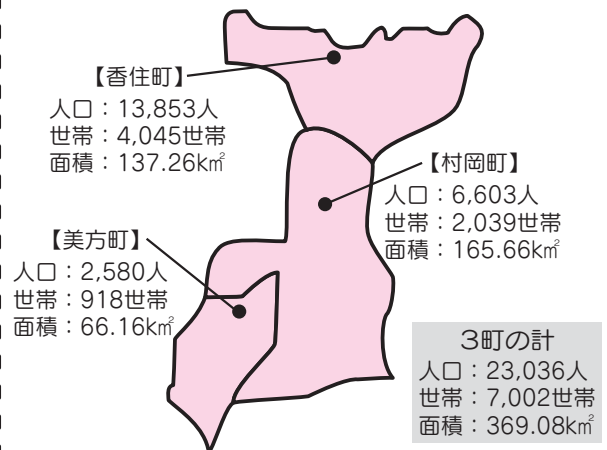 【香住町】
人口：13,853人
世帯：4,045世帯
面積：137.26k㎡
【村岡町】
人口：6,603人
世帯：2,039世帯
面積：165.66k㎡
【美方町】
人口：2,580人
世帯：918世帯
面積：66.16k㎡
3町の計
人口：23,036人
世帯：7,002世帯
面積：369.08k㎡